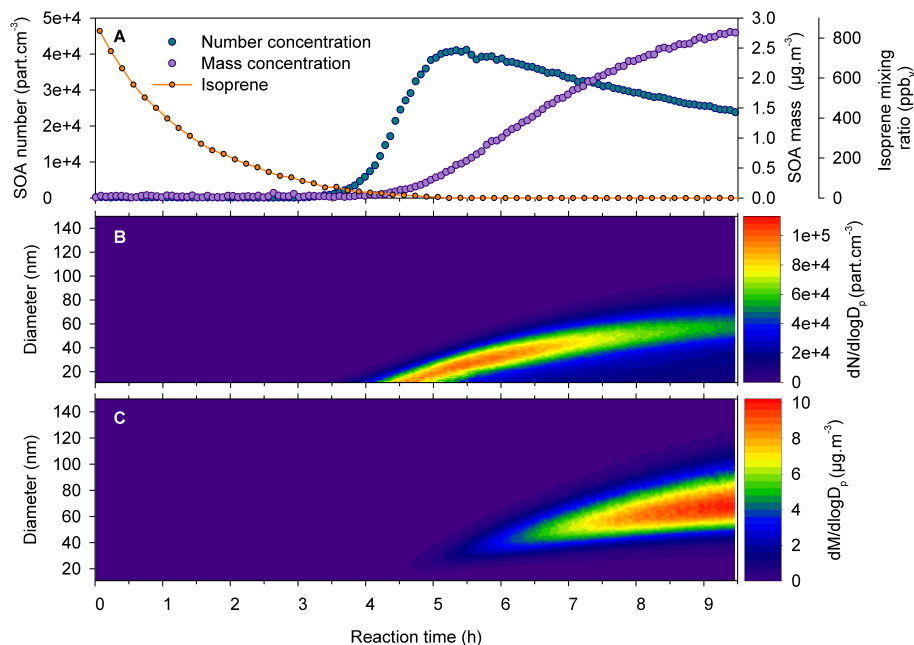 SOA number (part.cm-3)
5e+4
4e+4
3e+4
2e+4
1e+4
0
A
Number concentration
Mass concentration
Isoprene
3.0
2.5
2.0
1.5
1.0
0.5
0.0
SOA mass (µg.m-3)
800
600
400
200
0
Isoprene mixing
ratio (ppbv)
Diameter (nm)
140
120
100
80
60
40
20
B
1e+5
8e+4
6e+4
4e+4
2e+4
0
dN/dlogDp (part.cm-3)
Diameter (nm)
140
120
100
80
60
40
20
C
10
8
6
4
2
0
dM/dlogDp (µg.m-3)
0 1 2 3 4 5 6 7 8 9
Reaction time (h)